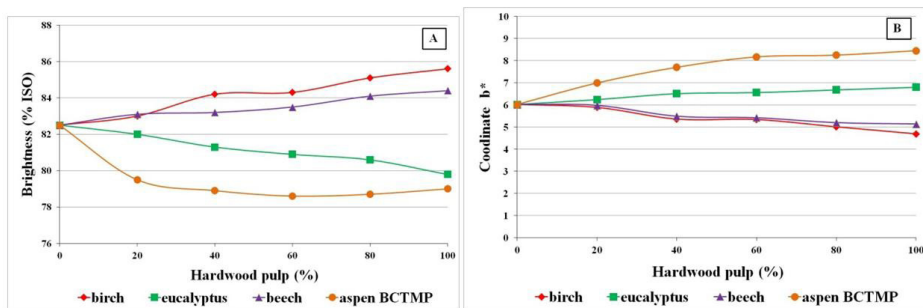 A
Brightness (% ISO)
88
86
84
82
80
78
76
0 20 40 60 80 100
Hardwood pulp (%)
birch eucalyptus beech aspen BCTMP
B
Coodinate b*
10
9
8
7
6
5
4
3
2
1
0
0 20 40 60 80 100
Hardwood pulp (%)
birch eucalyptus beech aspen BCTMP